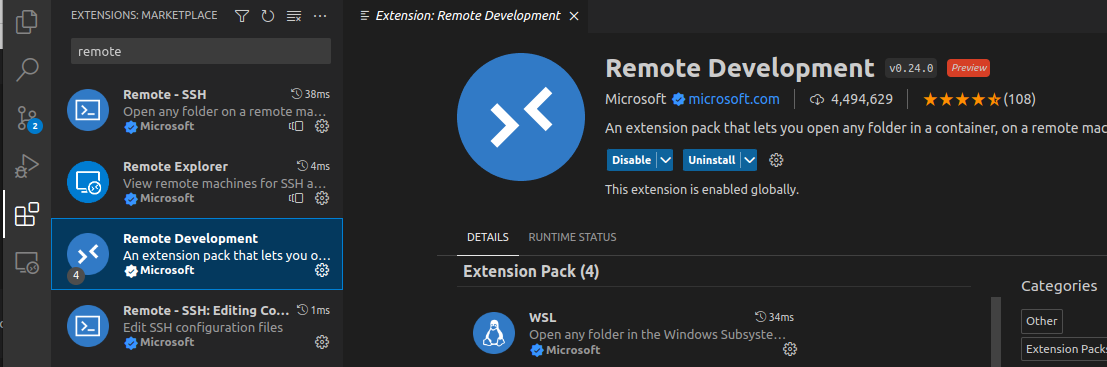 EXTENSIONS: MARKETPLACE
remote
Remote - SSH 38ms
Open any folder on a remote ma...
Microsoft
Remote Explorer 4ms
View remote machines for SSH a...
Microsoft
Remote Development
An extension pack that lets you o...
4 Microsoft
Remote - SSH: Editing Co... 1ms
Edit SSH configuration files
Microsoft
2
Extension: Remote Development
Remote Development v0.24.0 Preview
Microsoft microsoft.com 4,494,629 (108)
An extension pack that lets you open any folder in a container, on a remote mac
Disable Uninstall
This extension is enabled globally.
DETAILS RUNTIME STATUS
Extension Pack (4)
WSL 34ms
Open any folder in the Windows Subsyste...
Microsoft
Categories
Other
Extension Packs